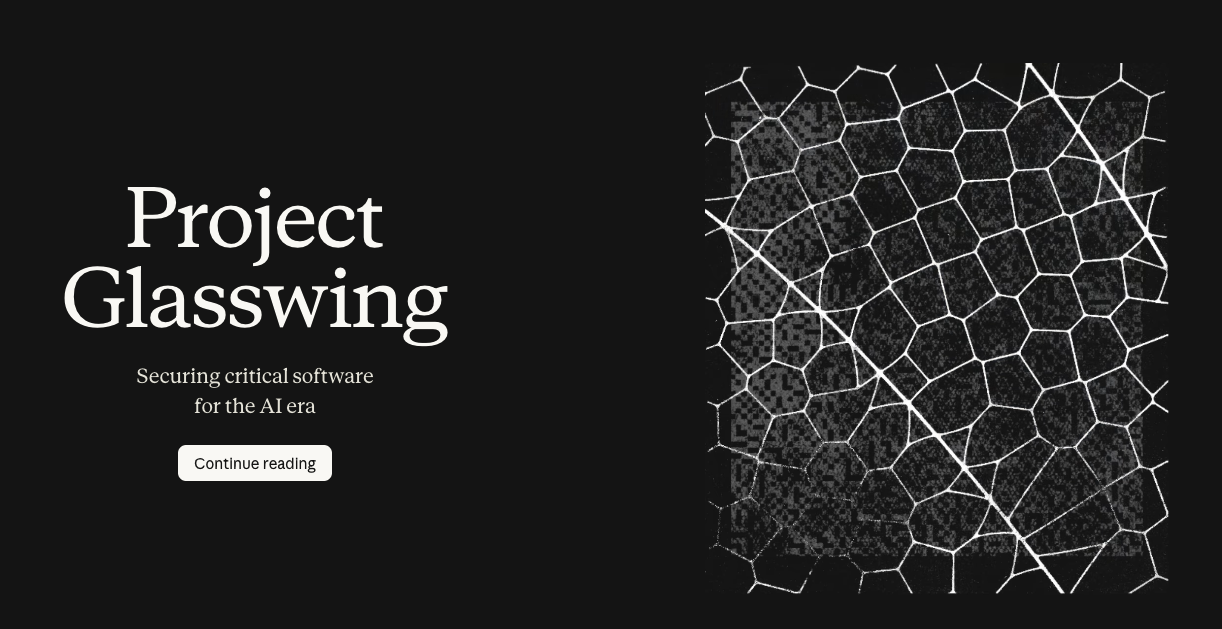 Project
Glasswing
Securing critical software
for the AI era
Continue reading